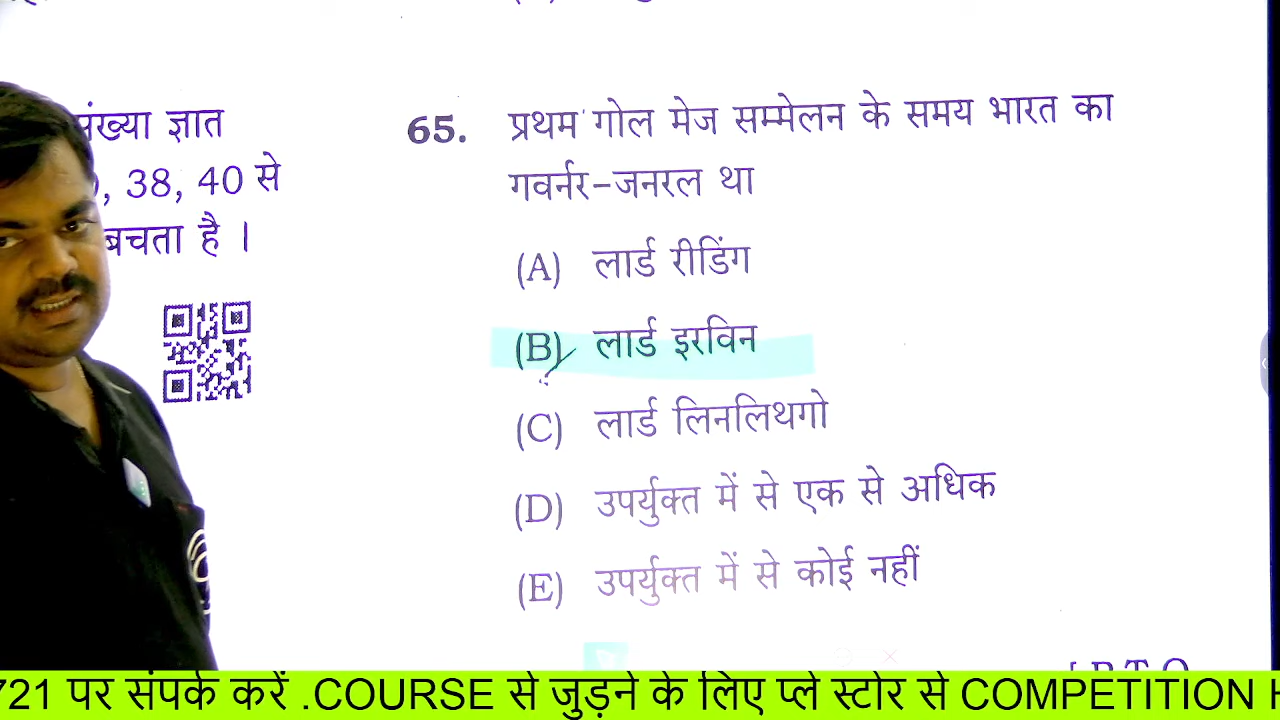 संख्या ज्ञात
38, 40 से
बचता है ।
65. प्रथम गोल मेज सम्मेलन के समय भारत का
गवर्नर-जनरल था
(A) लार्ड रीडिंग
(B) लार्ड इरविन
(C) लार्ड लिनलिथगो
(D) उपर्युक्त में से एक से अधिक
(E) उपर्युक्त में से कोई नहीं
721 पर संपर्क करें .COURSE से जुड़ने के लिए प्ले स्टोर से COMPETITION